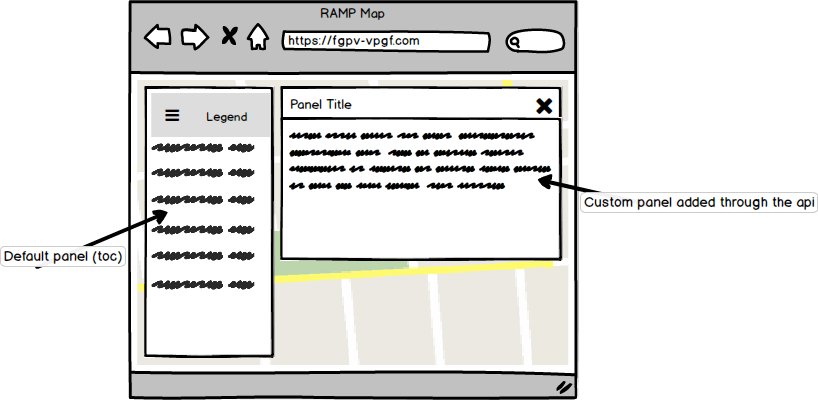 RAMP Map
https://fgpv-vpgf.com
Legend
Panel Title
Custom panel added through the api
Default panel (toc)